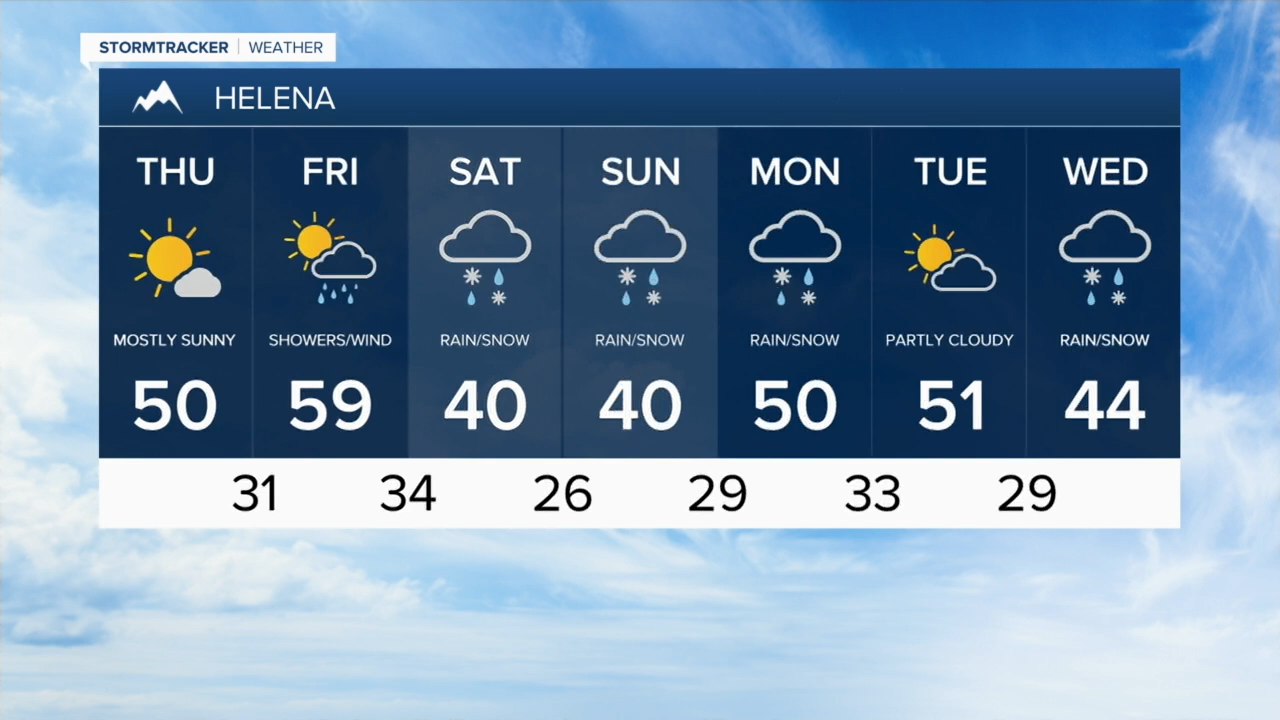 STORMTRACKER | WEATHER
HELENA
THU FRI SAT SUN MON TUE WED
MOSTLY SUNNY SHOWERS/WIND RAIN/SNOW RAIN/SNOW RAIN/SNOW PARTLY CLOUDY RAIN/SNOW
50 59 40 40 50 51 44
31 34 26 29 33 29